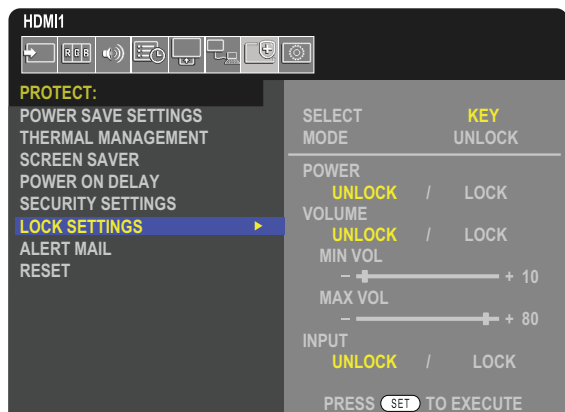 HDMI1
RGB
PROTECT:
POWER SAVE SETTINGS
THERMAL MANAGEMENT
SCREEN SAVER
POWER ON DELAY
SECURITY SETTINGS
LOCK SETTINGS
ALERT MAIL
RESET
SELECT KEY
MODE UNLOCK
POWER
UNLOCK / LOCK
VOLUME
UNLOCK / LOCK
MIN VOL
− + 10
MAX VOL
− + 80
INPUT
UNLOCK / LOCK
PRESS SET TO EXECUTE